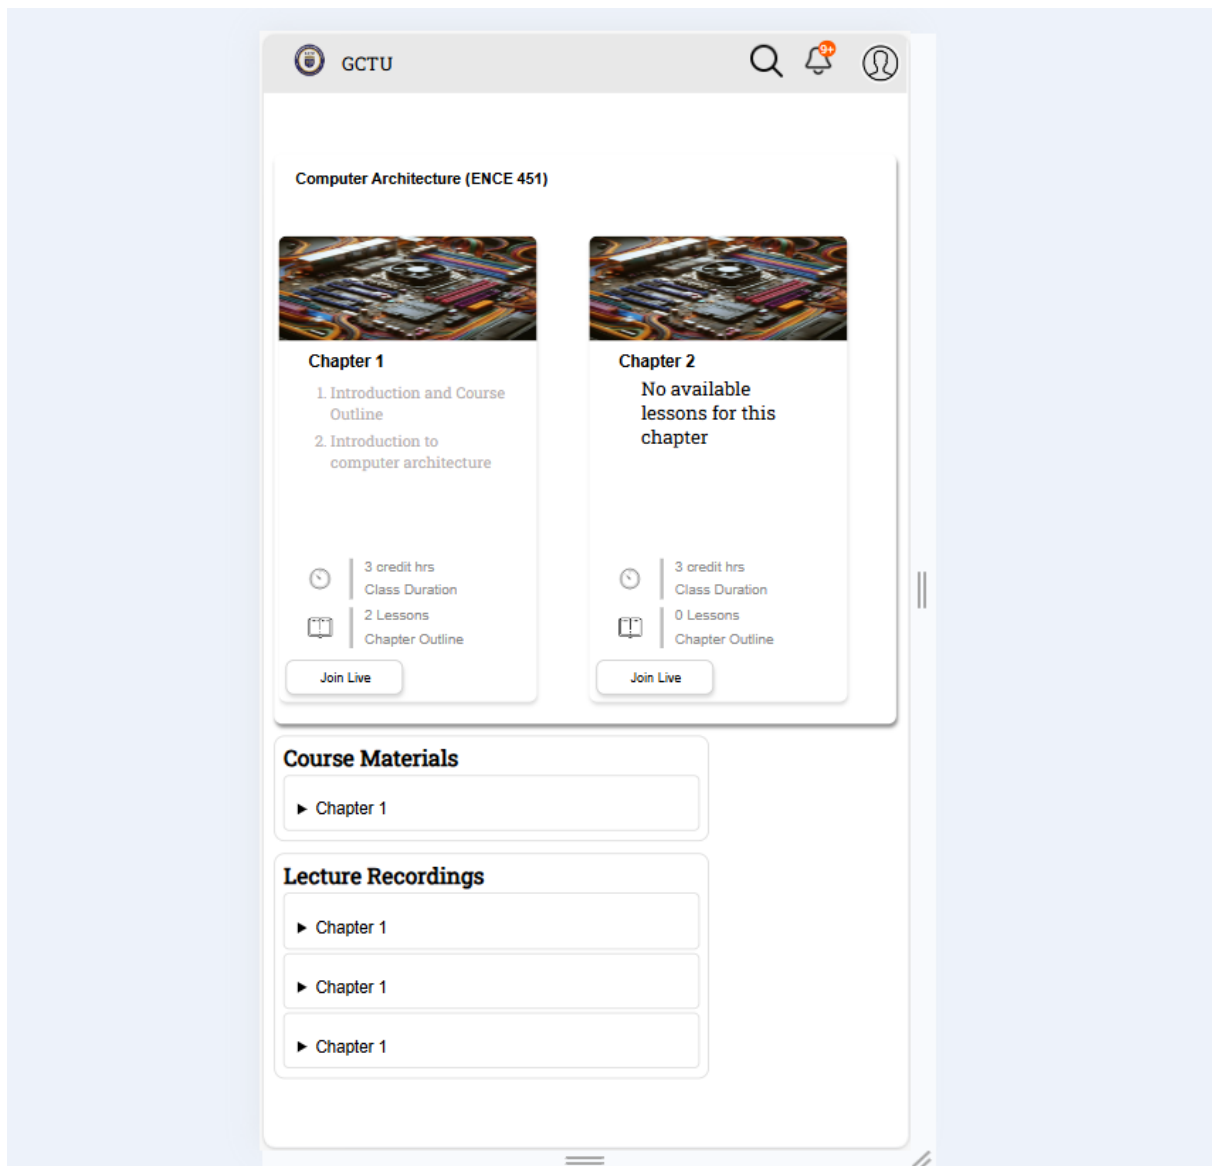 GCTU
9+
Computer Architecture (ENCE 451)
Chapter 1
1. Introduction and Course
Outline
2. Introduction to
computer architecture
3 credit hrs
Class Duration
2 Lessons
Chapter Outline
Join Live
Chapter 2
No available
lessons for this
chapter
3 credit hrs
Class Duration
0 Lessons
Chapter Outline
Join Live
Course Materials
Chapter 1
Lecture Recordings
Chapter 1
Chapter 1
Chapter 1